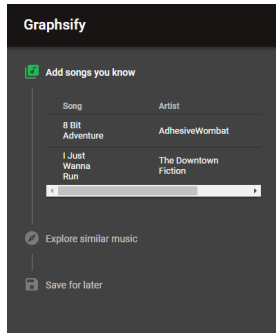 Graphsify
Add songs you know
Song Artist
8 Bit
Adventure AdhesiveWombat
I Just
Wanna
Run The Downtown
Fiction
Explore similar music
Save for later